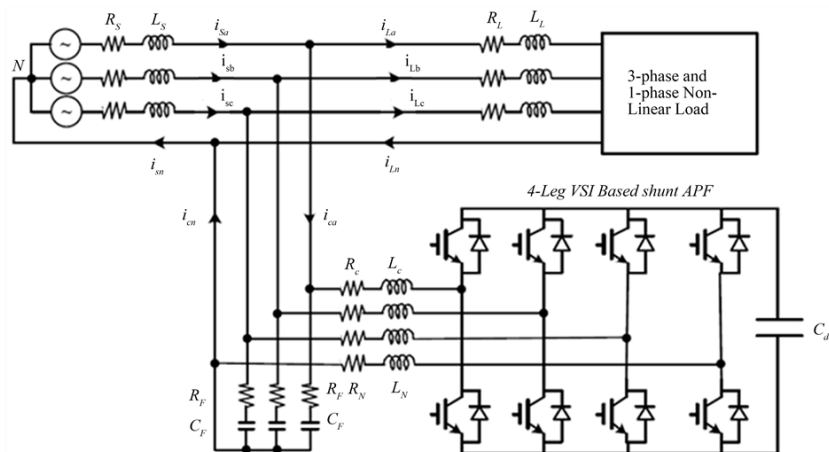 R_S L_S i_Sa i_La R_L L_L
N
i_sb i_Lb
i_sc i_Lc
3-phase and
1-phase Non-
Linear Load
i_sn i_Ln
4-Leg VSI Based shunt APF
i_cn i_ca
R_c L_c
C_d
R_F R_F R_N L_N
C_F C_F